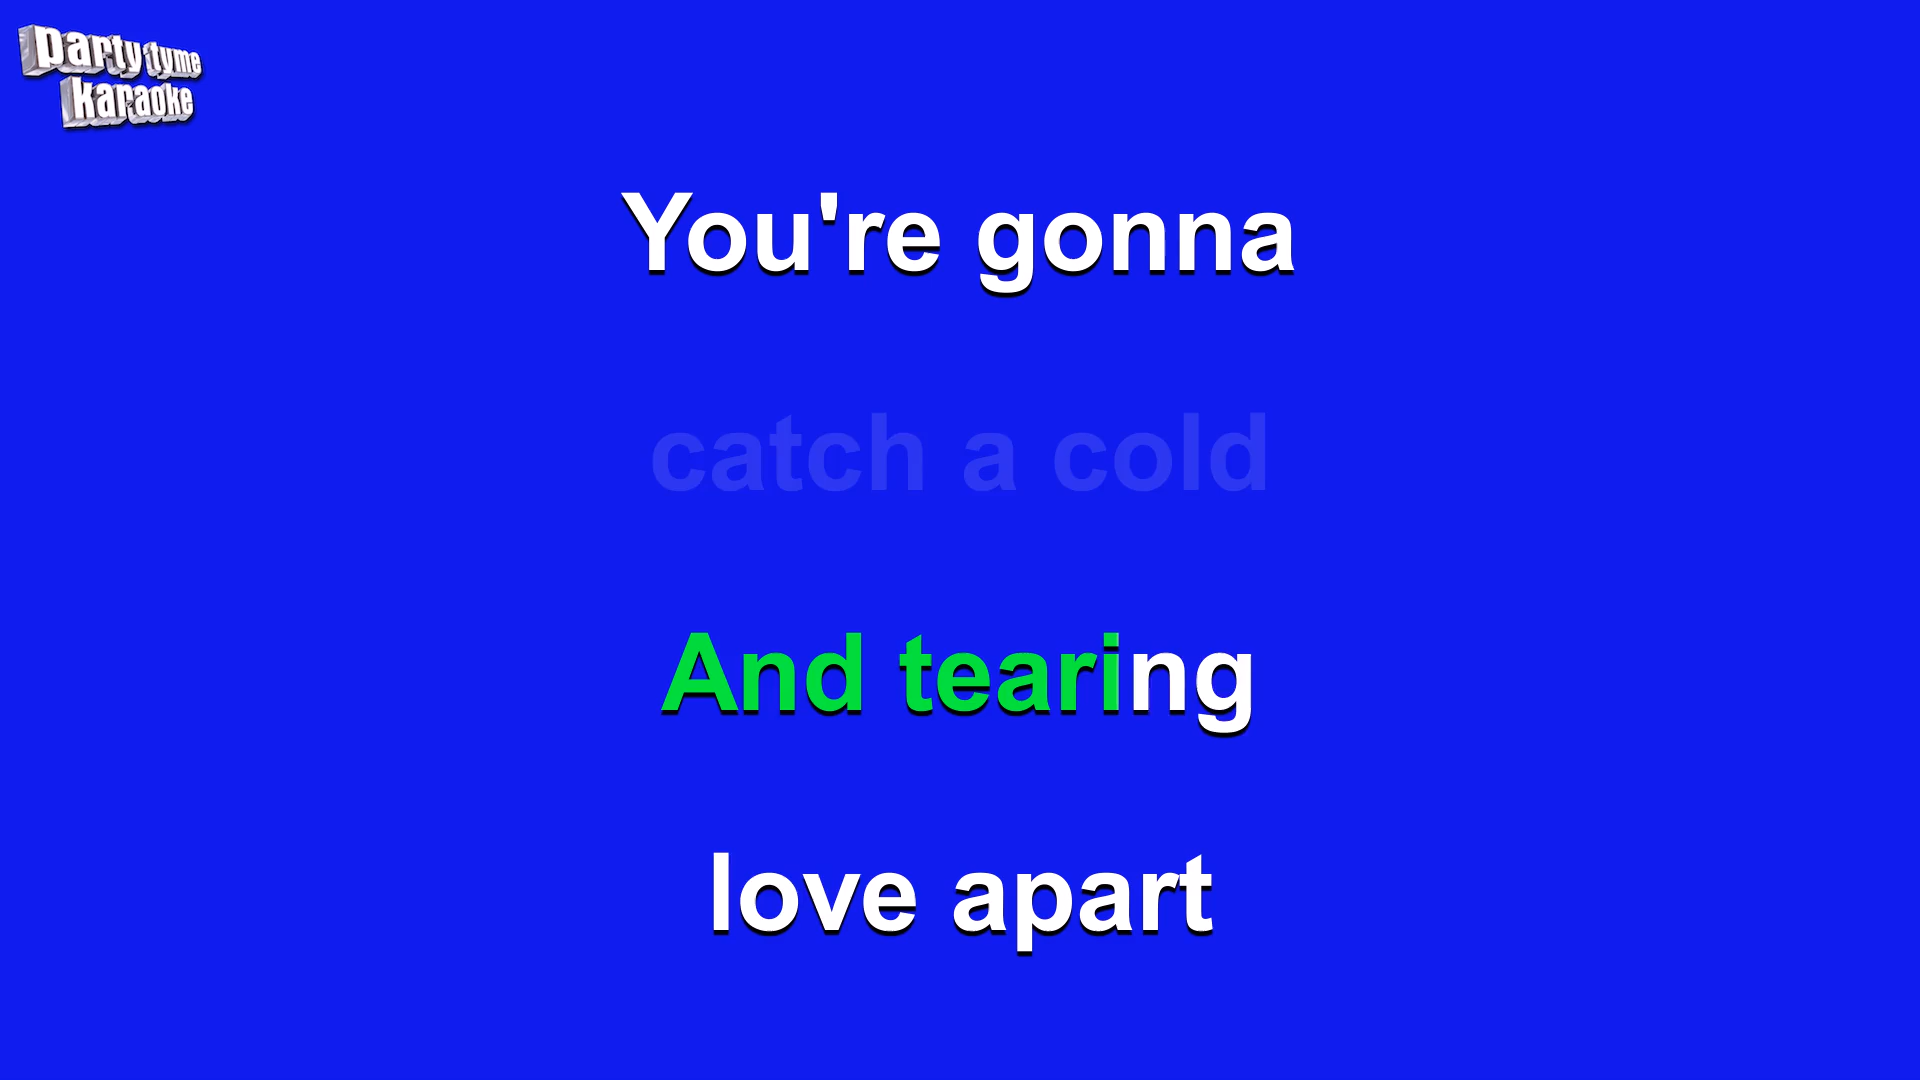 party tyme
karaoke
You're gonna
catch a cold
And tearing
love apart